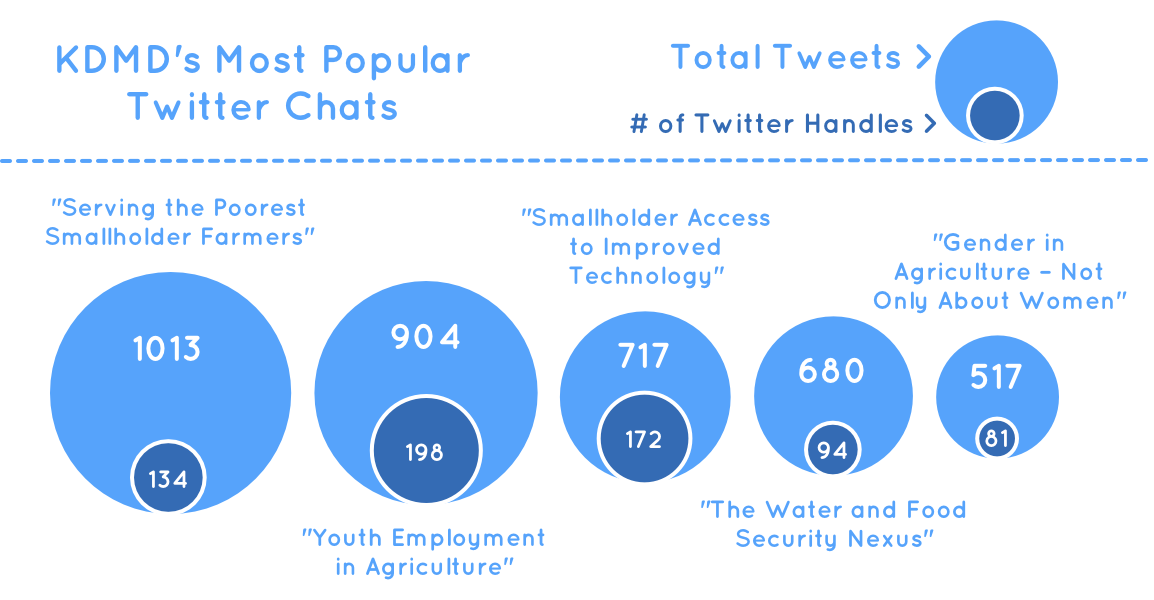 KDMD's Most Popular
Twitter Chats
Total Tweets >
# of Twitter Handles >
"Serving the Poorest
Smallholder Farmers"
1013
134
904
198
"Youth Employment
in Agriculture"
"Smallholder Access
to Improved
Technology"
717
172
680
94
"The Water and Food
Security Nexus"
"Gender in
Agriculture – Not
Only About Women"
517
81